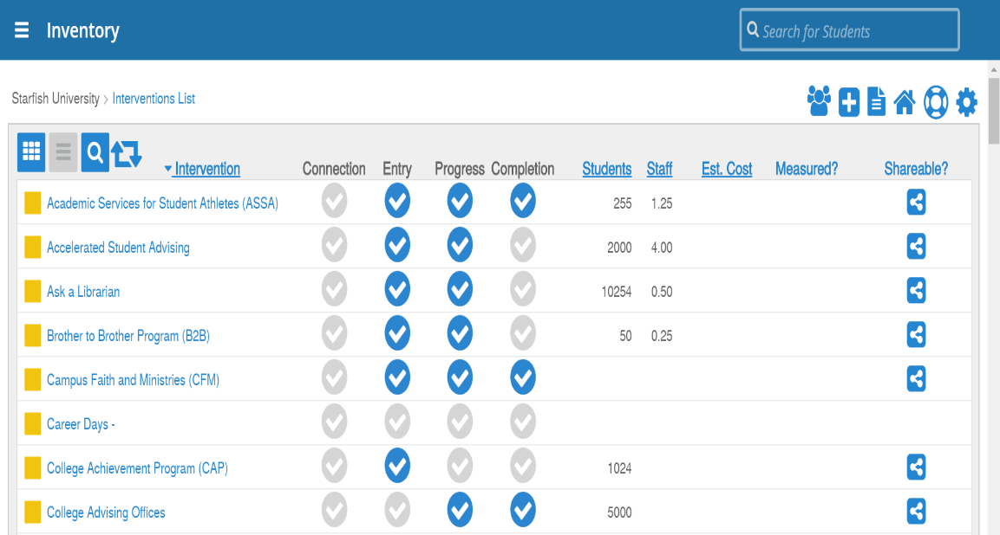 Inventory
Search for Students
Starfish University > Interventions List
Intervention Connection Entry Progress Completion Students Staff Est. Cost Measured? Shareable?
Academic Services for Student Athletes (ASSA) 255 1.25
Accelerated Student Advising 2000 4.00
Ask a Librarian 10254 0.50
Brother to Brother Program (B2B) 50 0.25
Campus Faith and Ministries (CFM)
Career Days -
College Achievement Program (CAP) 1024
College Advising Offices 5000